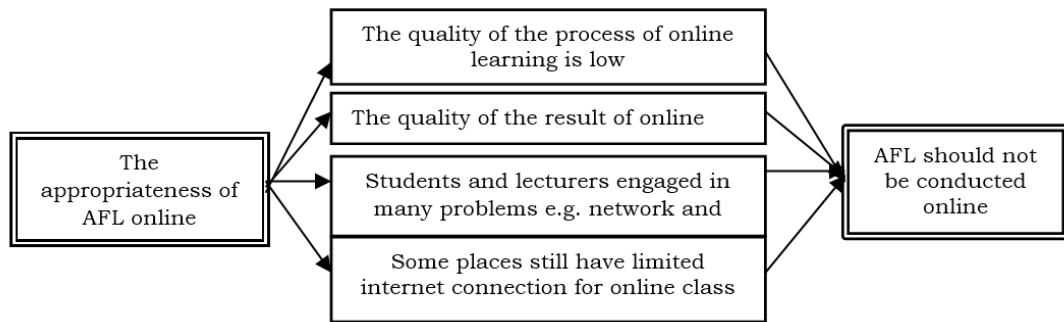 The
appropriateness of
AFL online
The quality of the process of online
learning is low
The quality of the result of online
Students and lecturers engaged in
many problems e.g. network and
Some places still have limited
internet connection for online class
AFL should not
be conducted
online